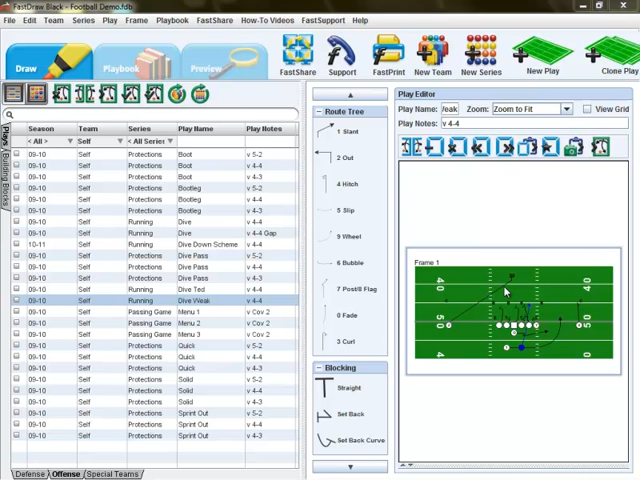 FastDraw Black - Football Demo.fdb
File Edit Team Series Play Frame Playbook FastShare How-To Videos FastSupport Help
Draw Playbook Preview FastShare Support FastPrint New Team New Series New Play Clone Play
Plays
Building Blocks
Season Team Series Play Name Play Notes
< All > Self < All Series
09-10 Self Protections Boot v 5-2
09-10 Self Protections Boot v 4-4
09-10 Self Protections Boot v 4-3
09-10 Self Protections Bootleg v 5-2
09-10 Self Protections Bootleg v 4-4
09-10 Self Protections Bootleg v 4-3
09-10 Self Running Dive v 4-4
09-10 Self Running Dive v 4-4 Gap
10-11 Self Running Dive Down Scheme v 4-4
09-10 Self Protections Dive Pass v 5-2
09-10 Self Protections Dive Pass v 4-4
09-10 Self Protections Dive Pass v 4-3
09-10 Self Running Dive Ted v 4-4
09-10 Self Running Dive Weak v 4-4
09-10 Self Passing Game Menu 1 v Cov 2
09-10 Self Passing Game Menu 2 v Cov 2
09-10 Self Passing Game Menu 3 v Cov 2
09-10 Self Protections Quick v 5-2
09-10 Self Protections Quick v 4-4
09-10 Self Protections Quick v 4-3
09-10 Self Protections Solid v 5-2
09-10 Self Protections Solid v 4-4
09-10 Self Protections Solid v 4-3
09-10 Self Protections Sprint Out v 5-2
09-10 Self Protections Sprint Out v 4-4
09-10 Self Protections Sprint Out v 4-3
Defense Offense Special Teams
Route Tree
1 Slant
2 Out
4 Hitch
5 Slip
9 Wheel
6 Bubble
7 Post/8 Flag
0 Fade
3 Curl
Blocking
Straight
Set Back
Set Back Curve
Play Editor
Play Name: Weak Zoom: Zoom to Fit View Grid
Play Notes: v 4-4
Frame 1
40 40
50 50
40 40